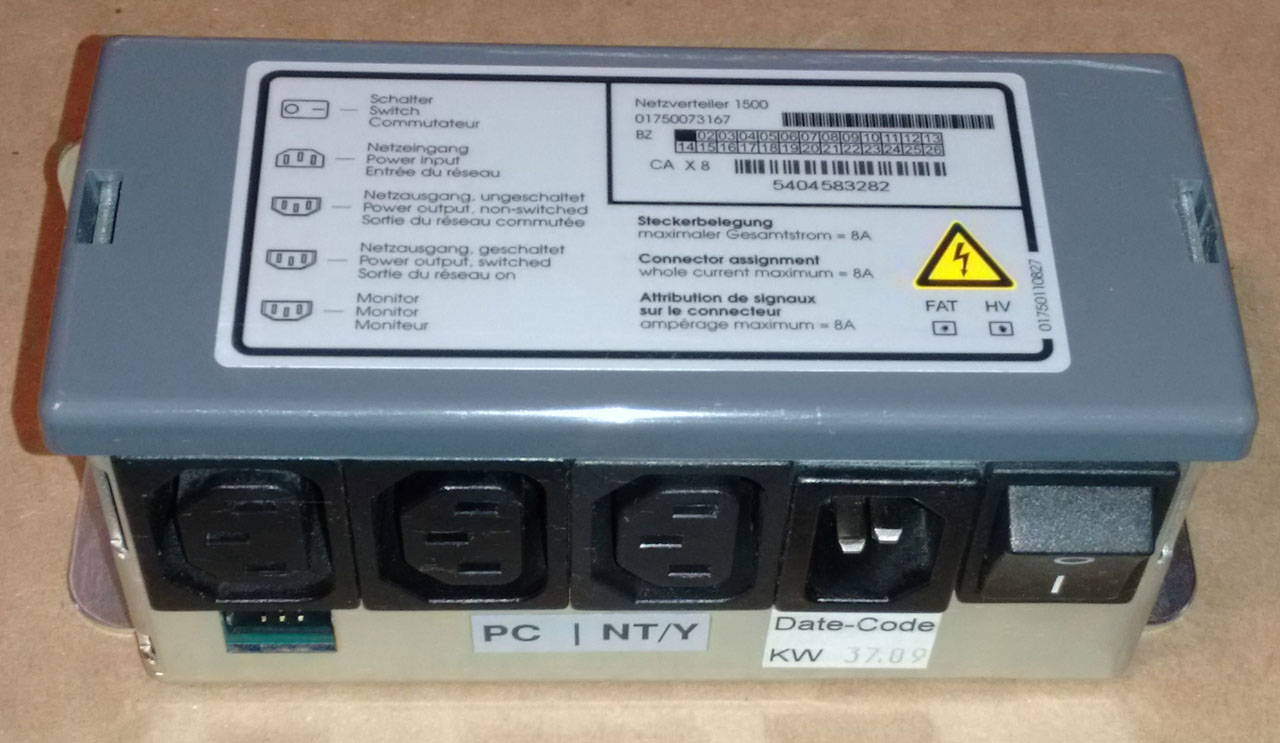 Schalter
Switch
Commutateur
Netzeingang
Power input
Entrée du réseau
Netzausgang, ungeschaltet
Power output, non-switched
Sortie du réseau commutée
Netzausgang, geschaltet
Power output, switched
Sortie du réseau on
Monitor
Monitor
Moniteur
Netzverteiler 1500
01750073167
BZ 02 03 04 05 06 07 08 09 10 11 12 13
14 15 16 17 18 19 20 21 22 23 24 25 26
CA X 8
5404583282
Steckerbelegung
maximaler Gesamtstrom = 8A
Connector assignment
whole current maximum = 8A
Attribution de signaux
sur le connecteur
ampérage maximum = 8A
FAT HV
01750110827
PC | NT/Y
Date-Code
KW 37.09